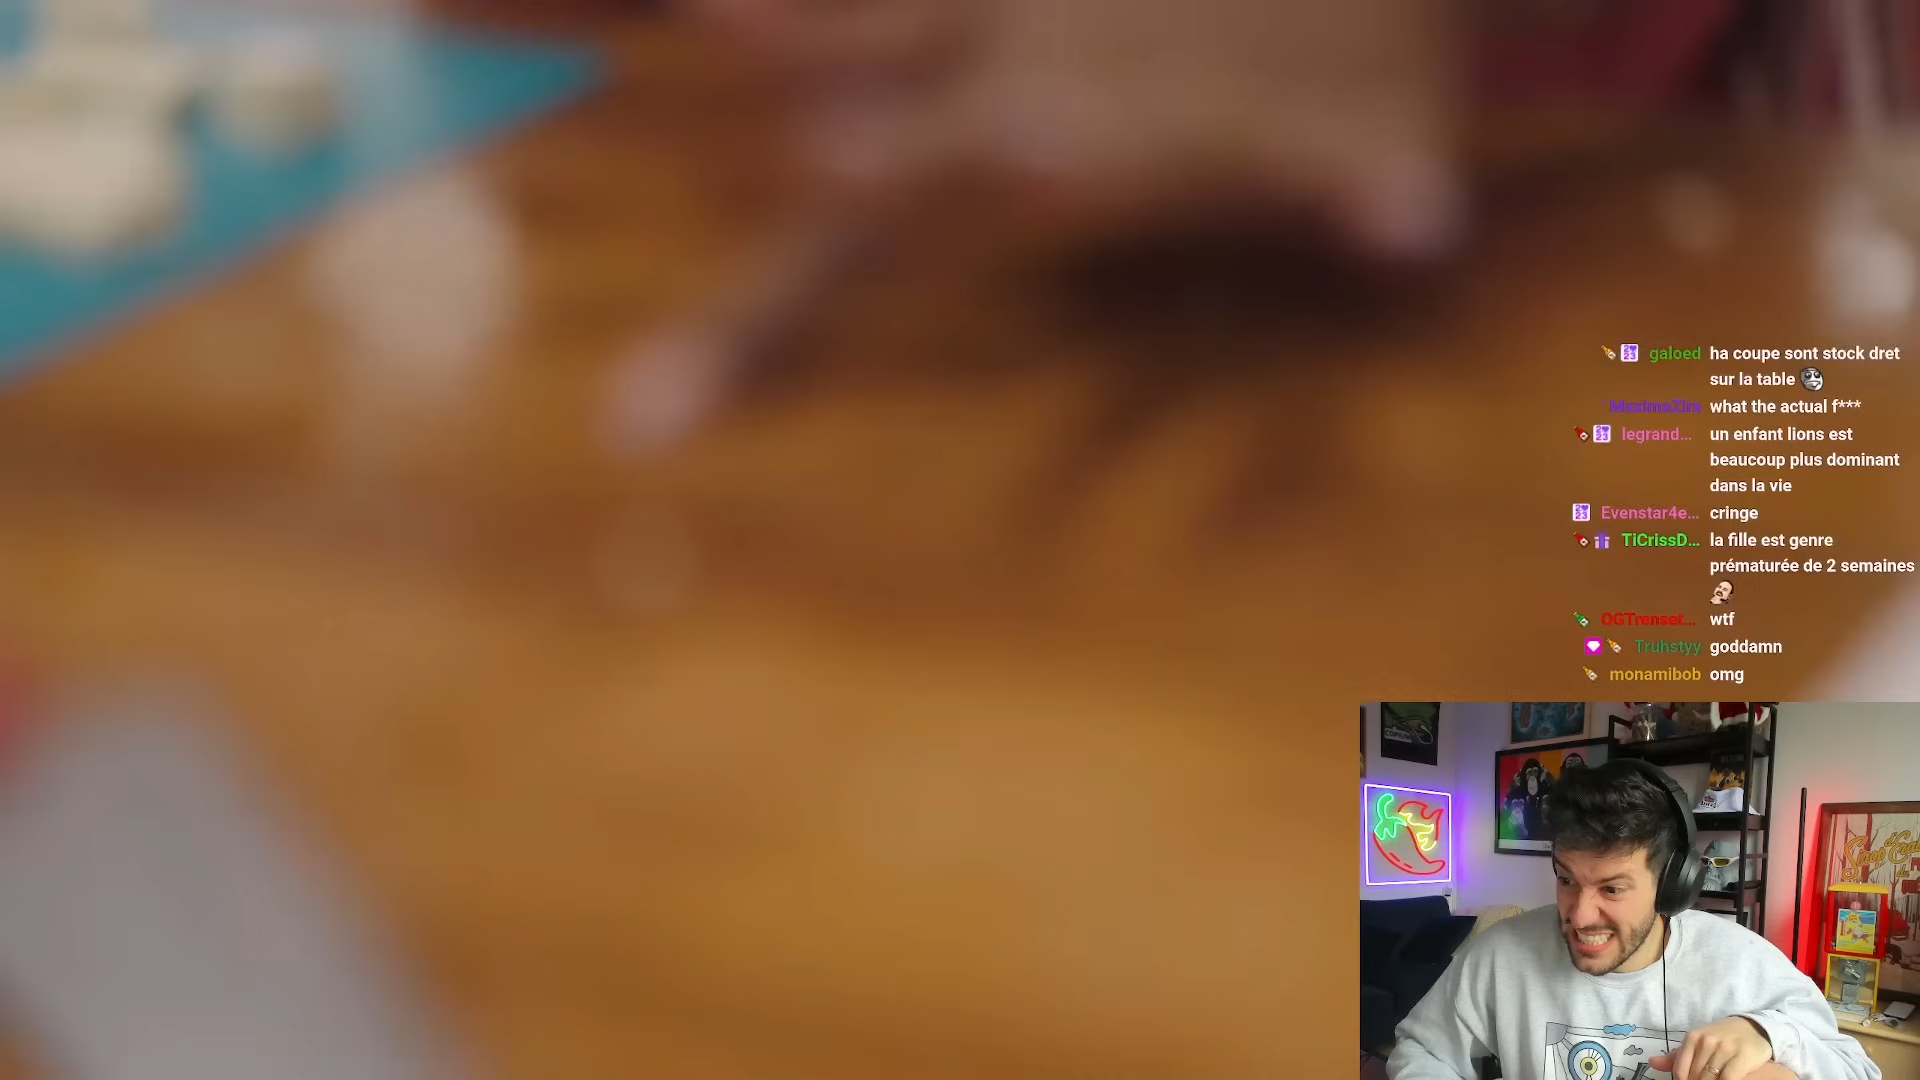 galoed ha coupe sont stock dret
sur la table
what the actual f***
legrand... un enfant lions est
beaucoup plus dominant
dans la vie
Evenstar4e... cringe
TiCrissD... la fille est genre
prématurée de 2 semaines
OGTrenset... wtf
Truhstyy goddamn
monamibob omg